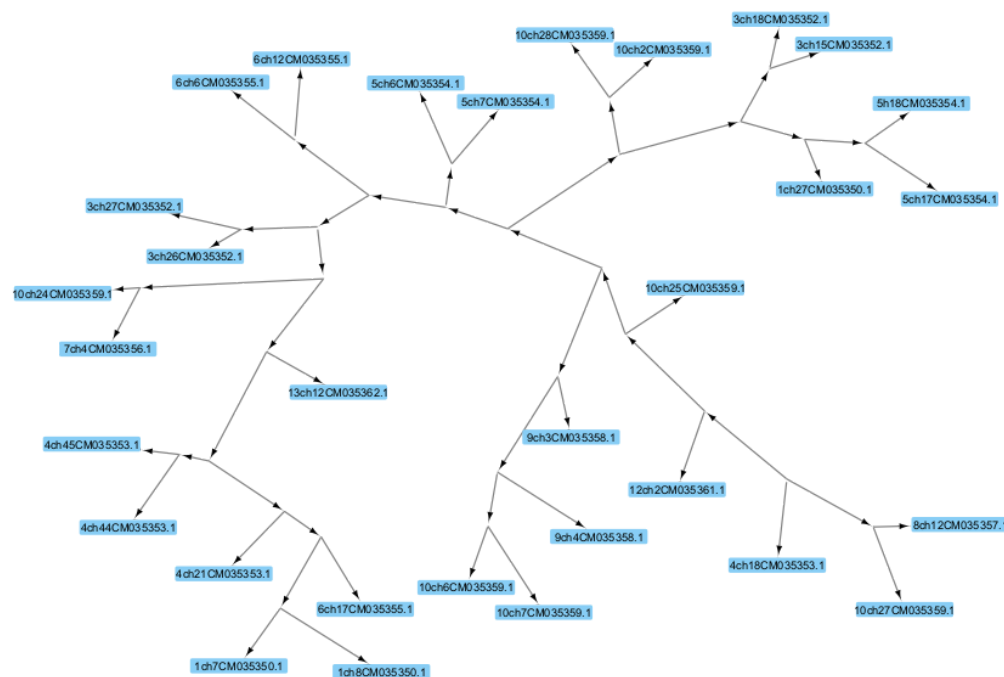 3ch18CM035352.1
10ch28CM035359.1
3ch15CM035352.1
10ch2CM035359.1
6ch12CM035355.1
6ch6CM035355.1
5ch6CM035354.1
5ch7CM035354.1
5h18CM035354.1
1ch27CM035350.1
5ch17CM035354.1
3ch27CM035352.1
3ch26CM035352.1
10ch24CM035359.1
10ch25CM035359.1
7ch4CM035356.1
13ch12CM035362.1
9ch3CM035358.1
4ch45CM035353.1
12ch2CM035361.1
4ch44CM035353.1
8ch12CM035357.1
9ch4CM035358.1
4ch18CM035353.1
4ch21CM035353.1
10ch6CM035359.1
6ch17CM035355.1
10ch7CM035359.1
10ch27CM035359.1
1ch7CM035350.1
1ch8CM035350.1